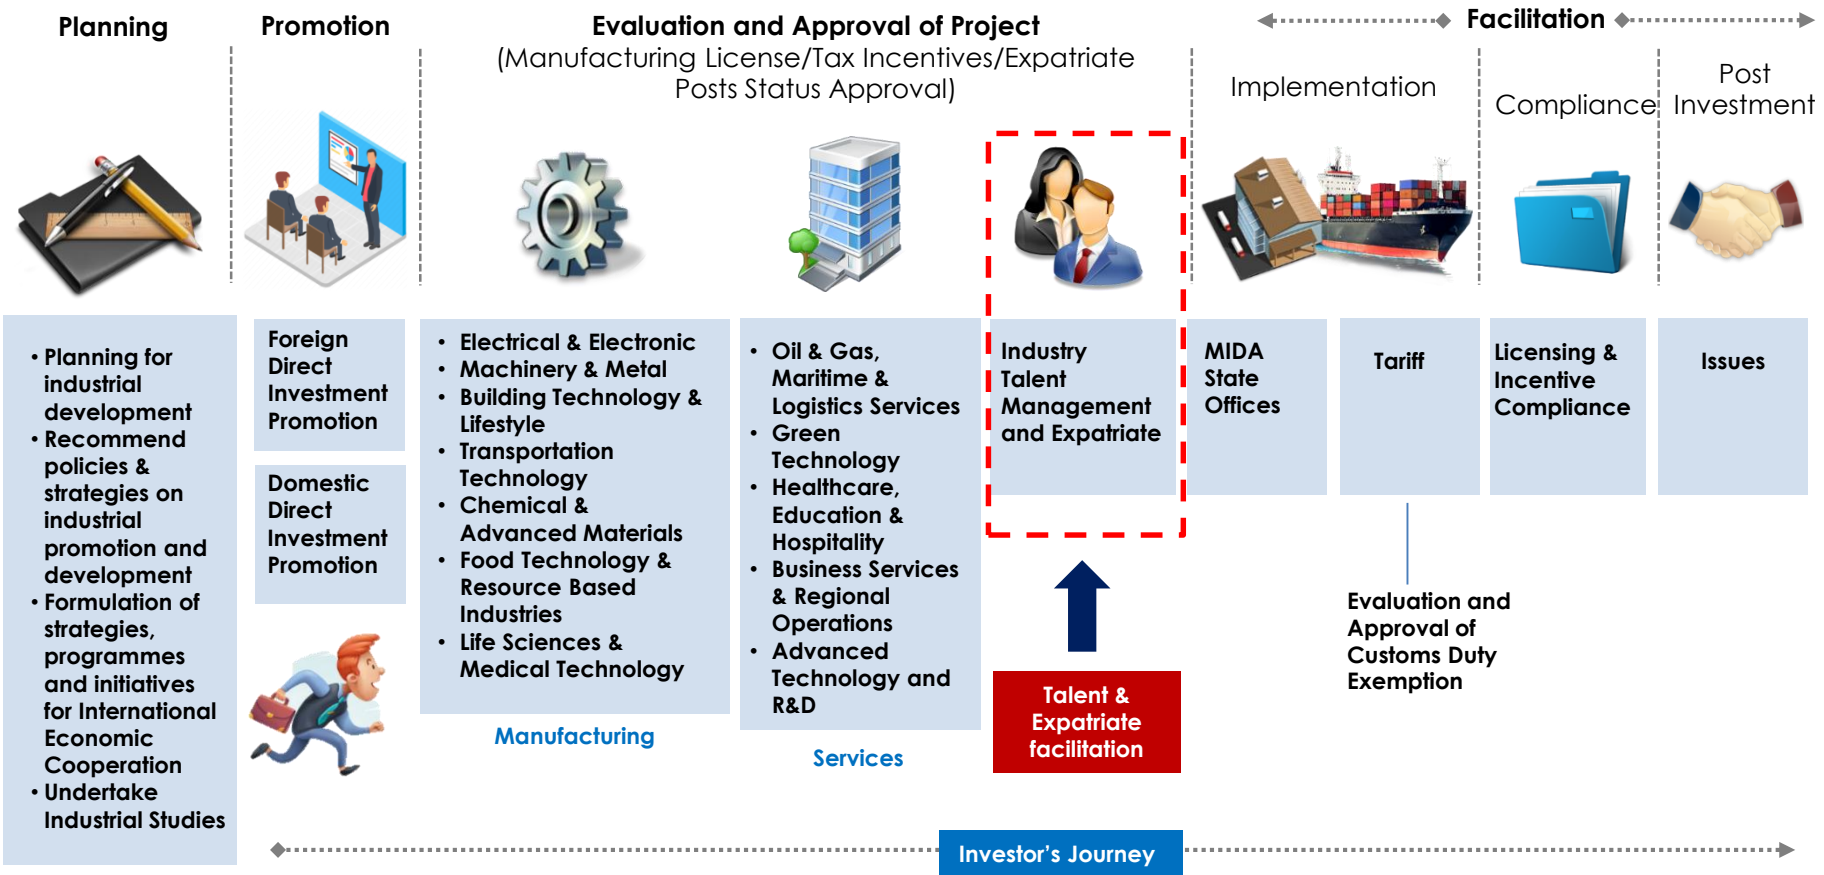 Planning
Promotion
Evaluation and Approval of Project
(Manufacturing License/Tax Incentives/Expatriate
Posts Status Approval)
Facilitation
Implementation
Compliance
Post
Investment
• Planning for
industrial
development
• Recommend
policies &
strategies on
industrial
promotion and
development
• Formulation of
strategies,
programmes
and initiatives
for International
Economic
Cooperation
• Undertake
Industrial Studies
Foreign
Direct
Investment
Promotion
Domestic
Direct
Investment
Promotion
• Electrical & Electronic
• Machinery & Metal
• Building Technology &
Lifestyle
• Transportation
Technology
• Chemical &
Advanced Materials
• Food Technology &
Resource Based
Industries
• Life Sciences &
Medical Technology
Manufacturing
• Oil & Gas,
Maritime &
Logistics Services
• Green
Technology
• Healthcare,
Education &
Hospitality
• Business Services
& Regional
Operations
• Advanced
Technology and
R&D
Services
Industry
Talent
Management
and Expatriate
Talent &
Expatriate
facilitation
MIDA
State
Offices
Tariff
Evaluation and
Approval of
Customs Duty
Exemption
Licensing &
Incentive
Compliance
Issues
Investor’s Journey